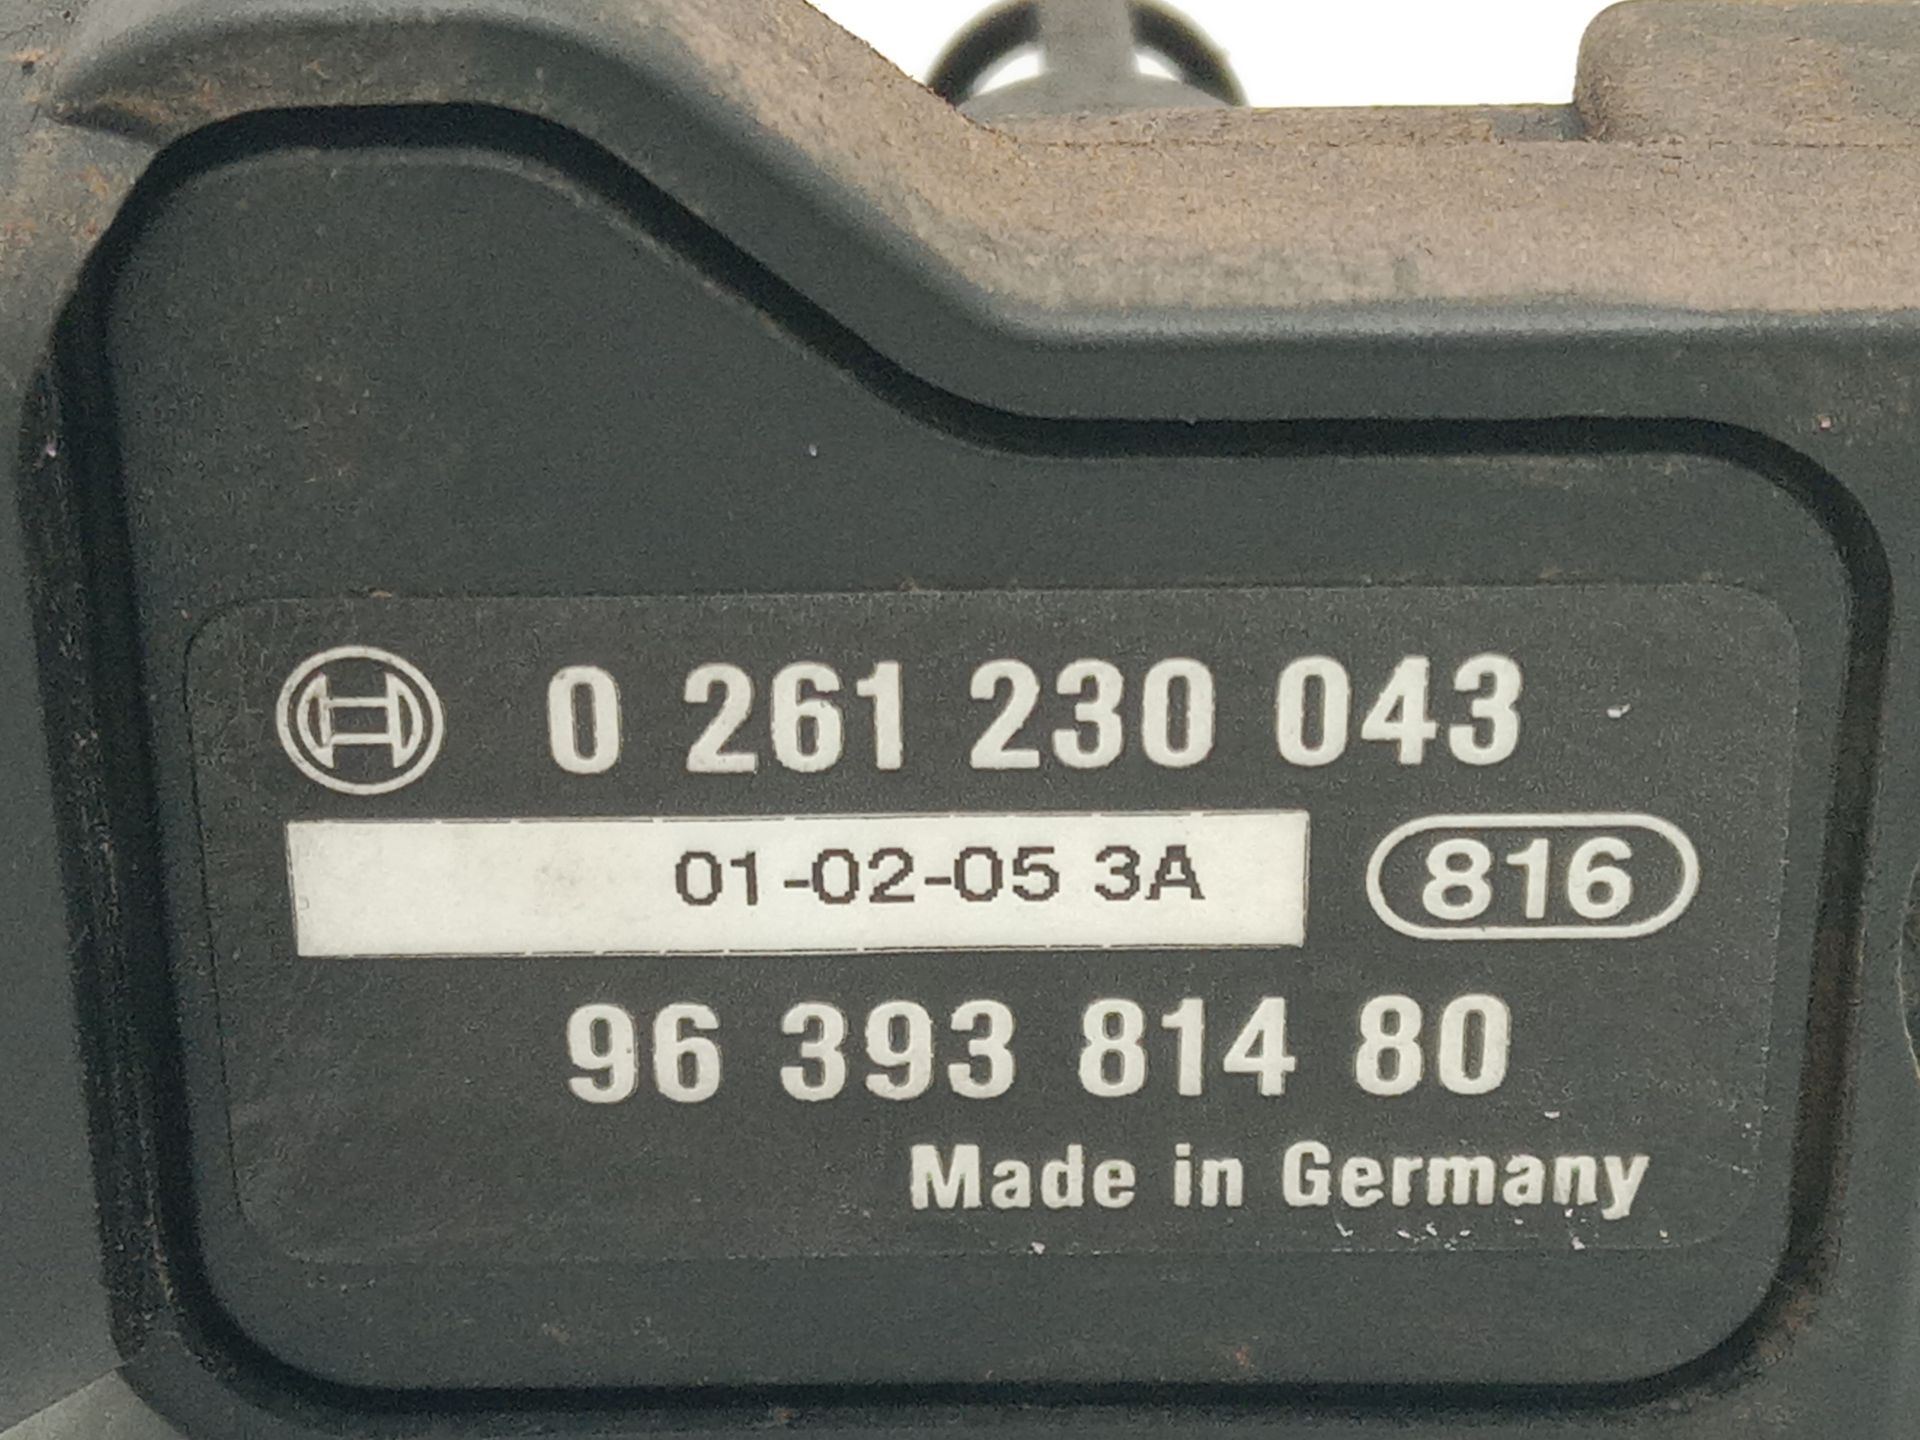 0 261 230 043
01-02-05 3A 816
96 393 814 80
Made in Germany